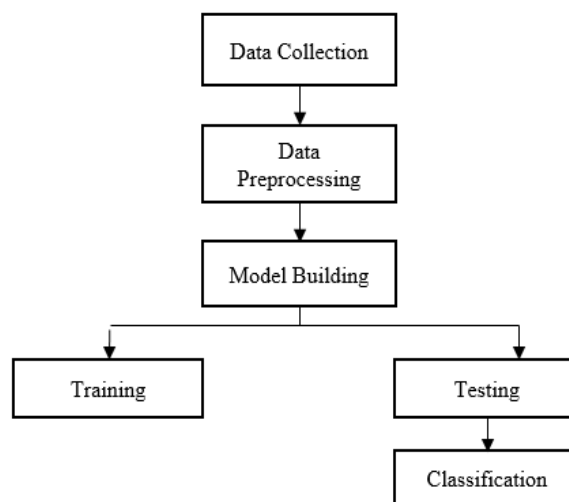 Data Collection
Data
Preprocessing
Model Building
Training
Testing
Classification